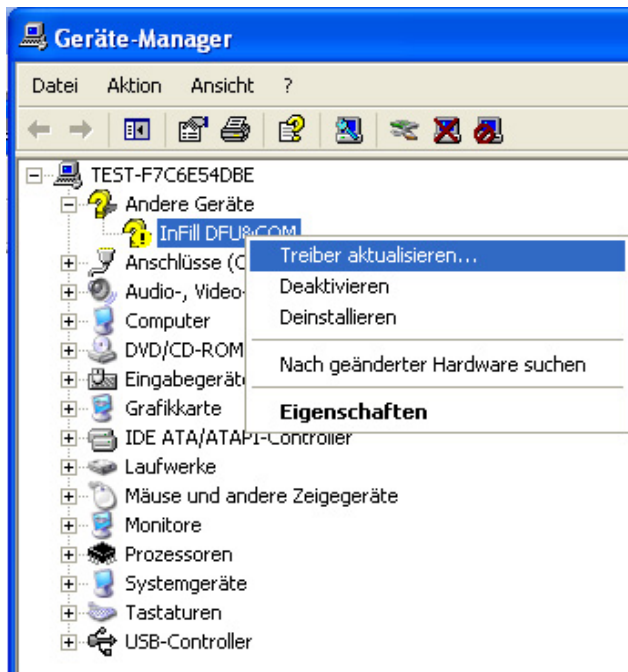 Geräte-Manager
Datei Aktion Ansicht ?
TEST-F7C6E54DBE
Andere Geräte
InFill DFU&COM
Treiber aktualisieren...
Anschlüsse (C
Deaktivieren
Audio-, Video-
Deinstallieren
Computer
DVD/CD-ROM
Nach geänderter Hardware suchen
Eingabegeräte
Grafikkarte
Eigenschaften
IDE ATA/ATAPI-Controller
Laufwerke
Mäuse und andere Zeigegeräte
Monitore
Prozessoren
Systemgeräte
Tastaturen
USB-Controller